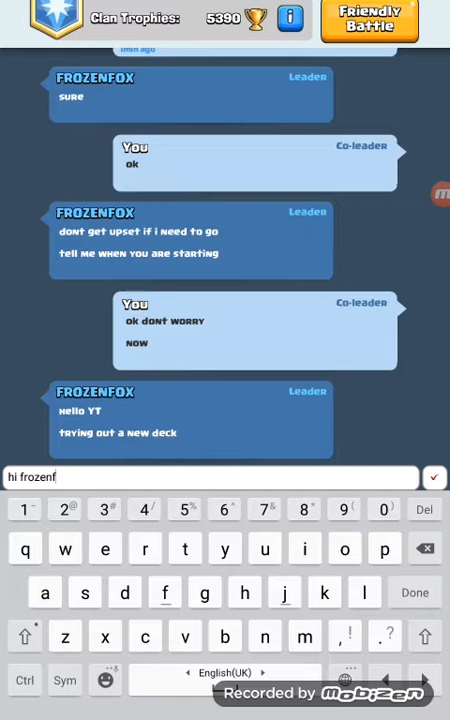 Clan Trophies: 5390
i
Friendly
Battle
1min ago
FROZENFOX Leader
sure
You Co-leader
ok
FROZENFOX Leader
dont get upset if i need to go
tell me when you are starting
You Co-leader
ok dont worry
now
FROZENFOX Leader
Hello YT
trying out a new deck
hi frozenf
1 - 2 @ 3 # 4 / 5 % 6 ^ 7 & 8 * 9 ( 0 ) Del
q w e r t y u i o p
a s d f g h j k l Done
z x c v b n m , ! . ?
Ctrl Sym English(UK)
Recorded by mobizen